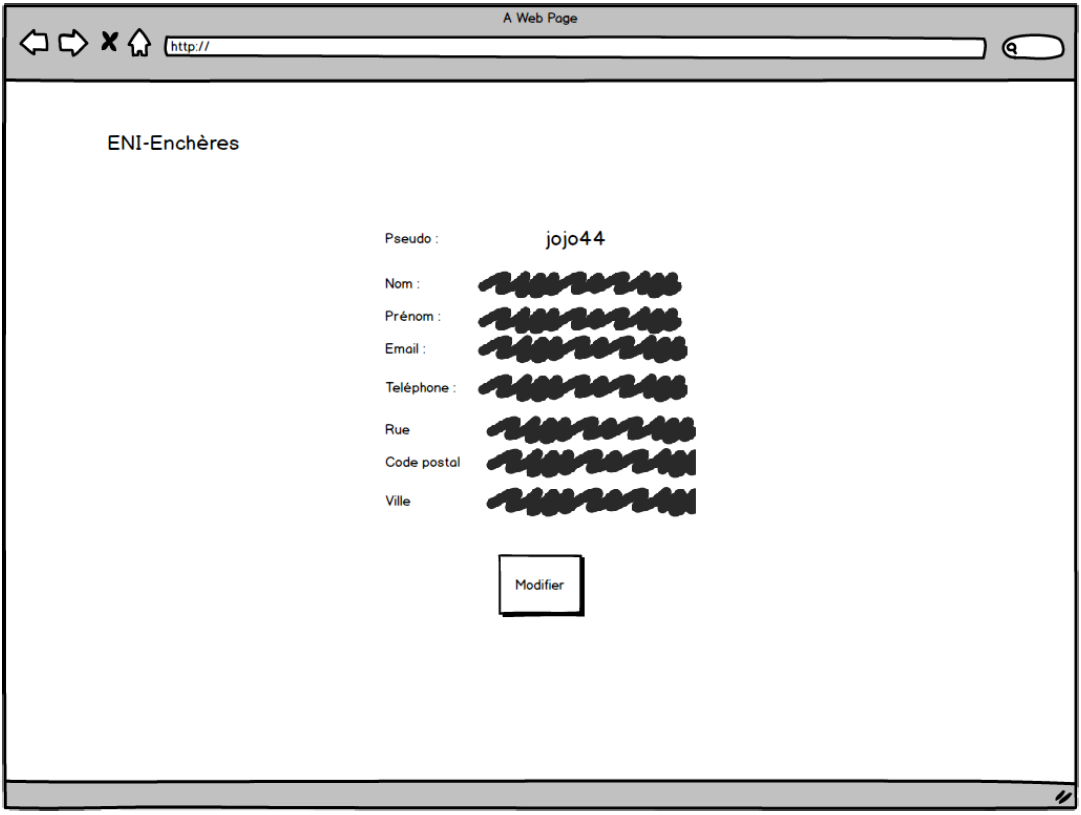 A Web Page
http://
ENI-Enchères
Pseudo : jojo44
Nom :
Prénom :
Email :
Teléphone :
Rue
Code postal
Ville
Modifier